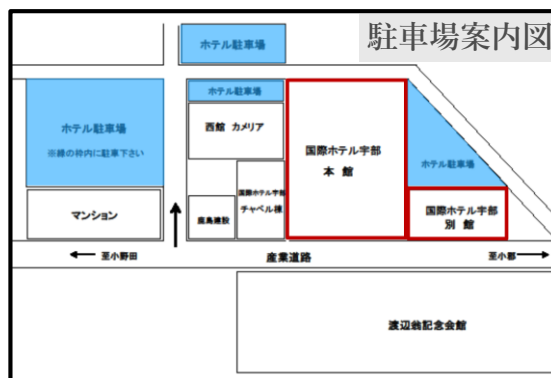 駐車場案内図
ホテル駐車場
ホテル駐車場
ホテル駐車場
※緑の枠内に駐車下さい
西館 カメリア
国際ホテル宇部
本 館
ホテル駐車場
マンション
鹿島建設
国際ホテル宇部
チャペル棟
国際ホテル宇部
別 館
至小野田
産業道路
至小郡
渡辺翁記念会館